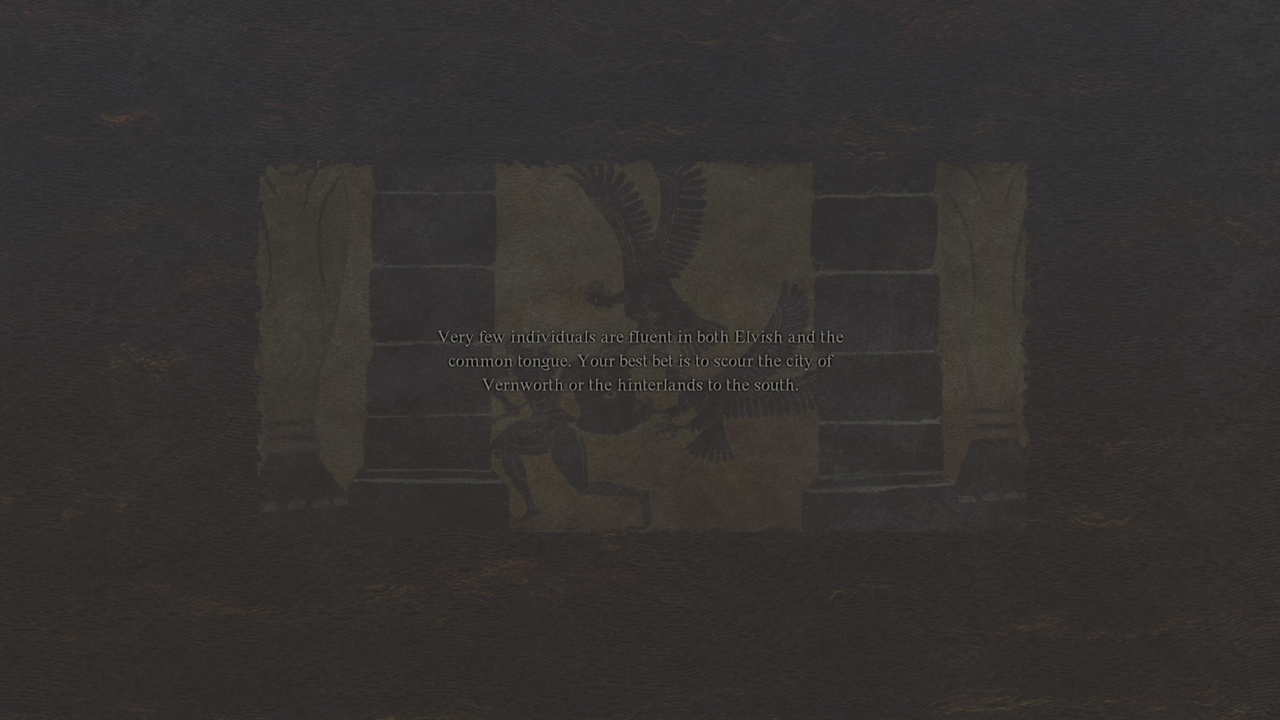 Very few individuals are fluent in both Elvish and the
common tongue. Your best bet is to scour the city of
Vernworth or the hinterlands to the south.